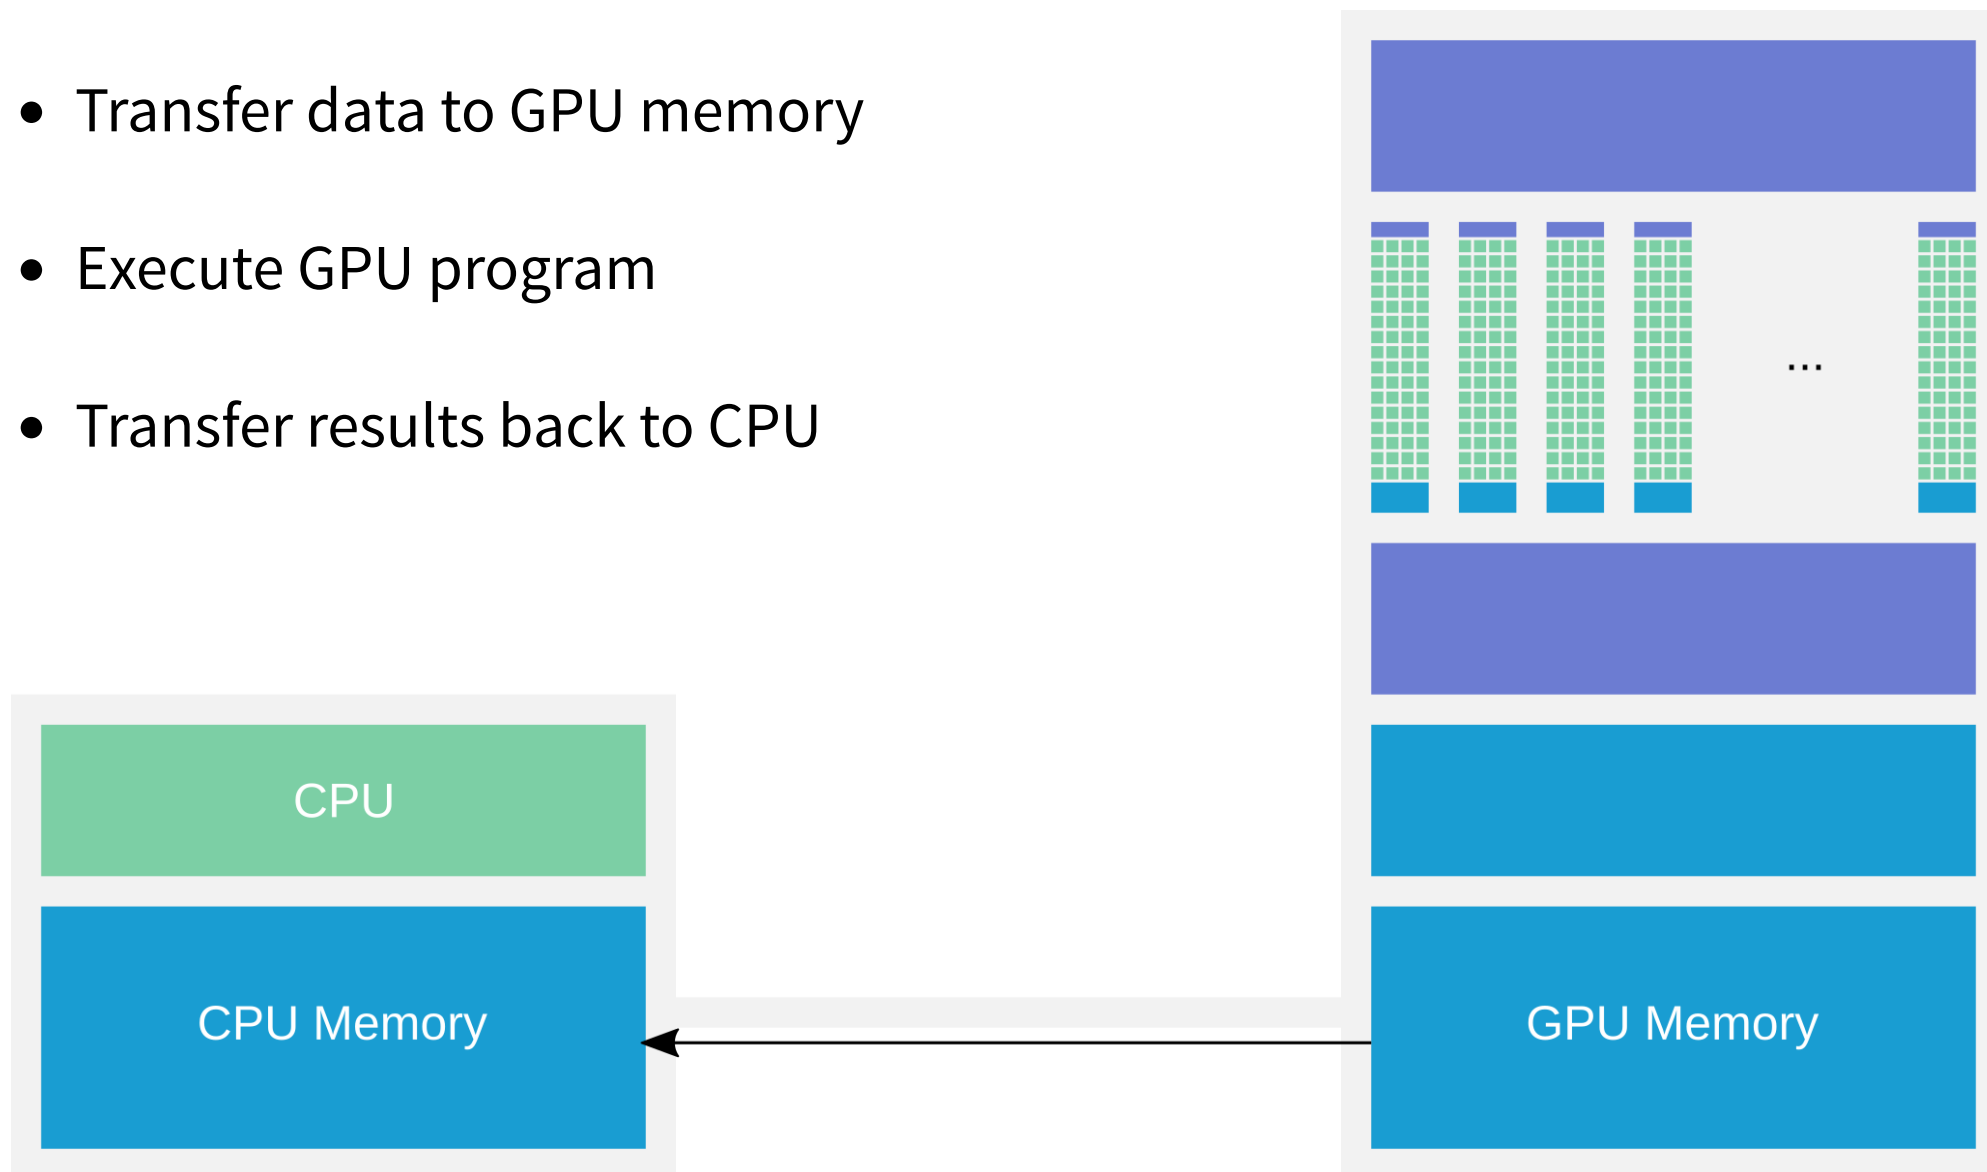 • Transfer data to GPU memory
• Execute GPU program
• Transfer results back to CPU
...
CPU
CPU Memory
GPU Memory